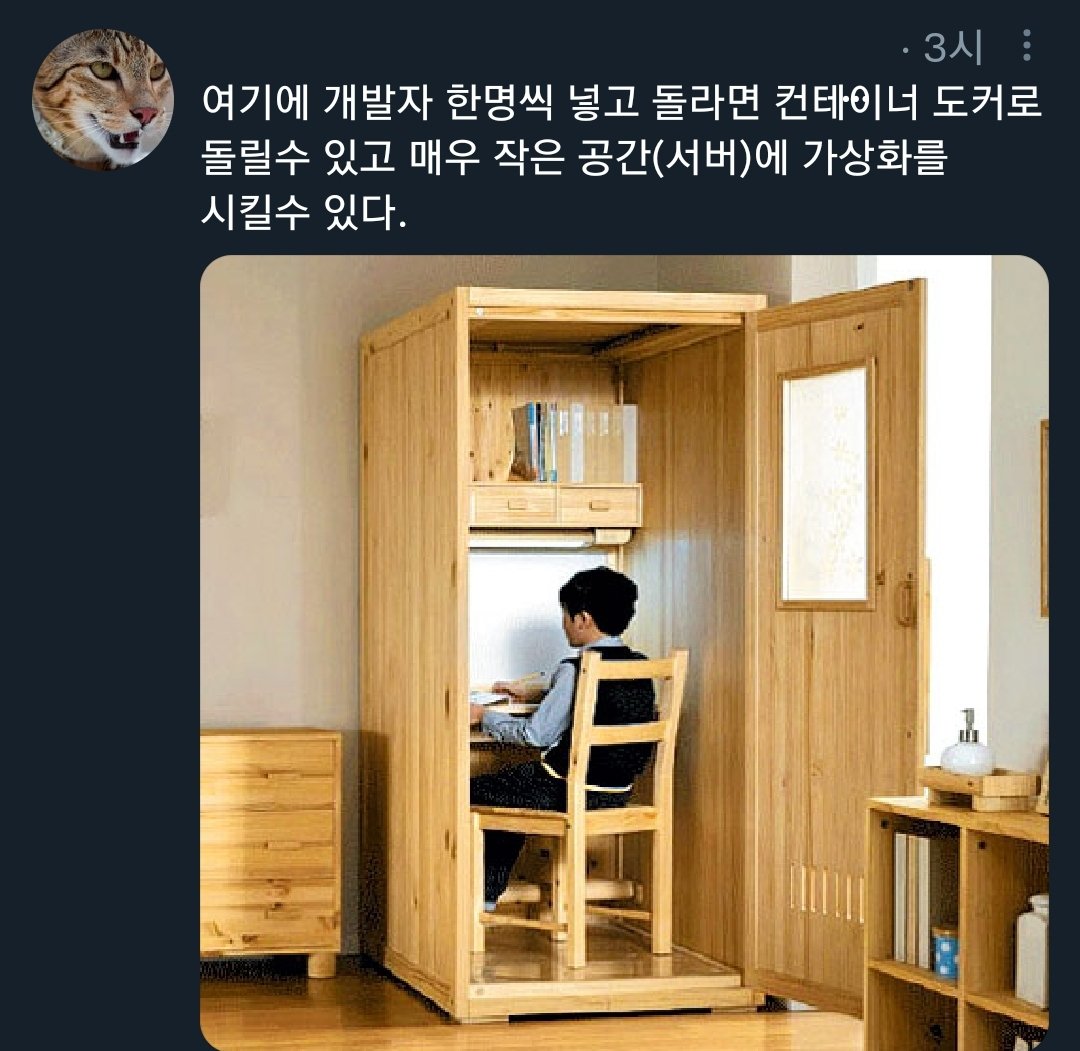 · 3시
여기에 개발자 한명씩 넣고 돌라면 컨테이너 도커로
돌릴수 있고 매우 작은 공간(서버)에 가상화를
시킬수 있다.